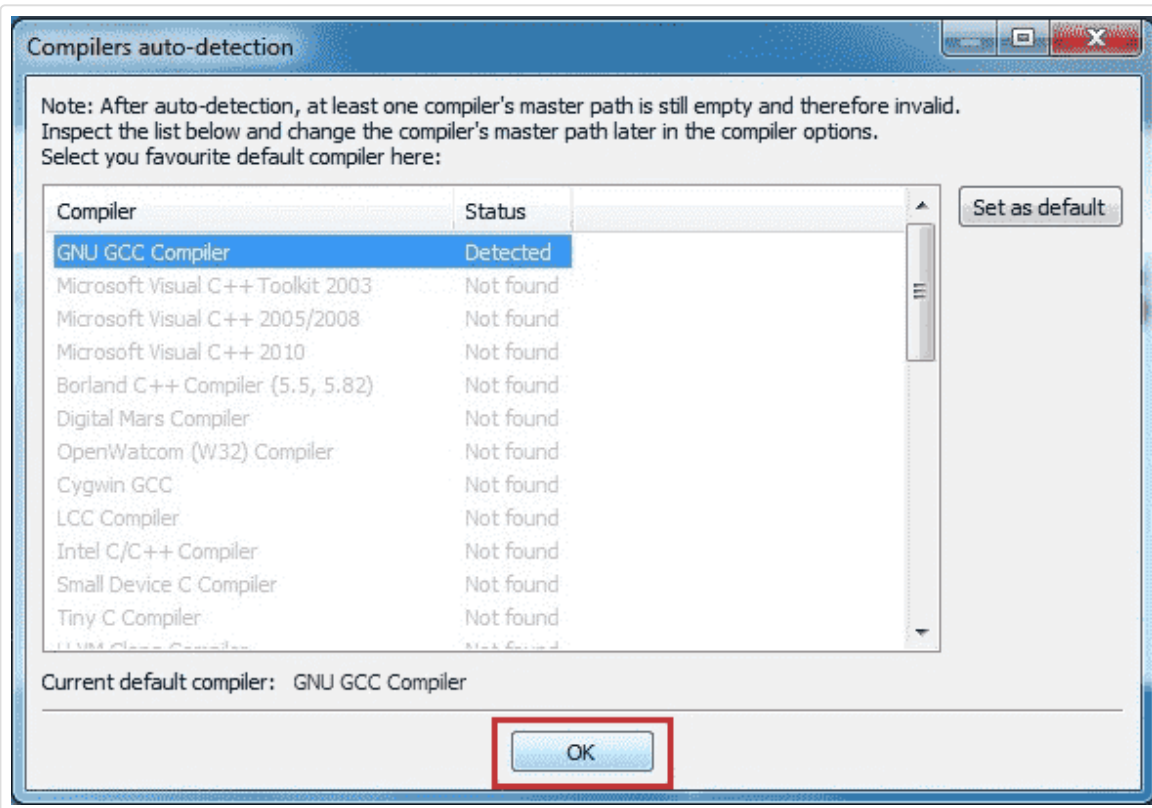 Compilers auto-detection
Note: After auto-detection, at least one compiler's master path is still empty and therefore invalid.
Inspect the list below and change the compiler's master path later in the compiler options.
Select you favourite default compiler here:
Compiler Status
Set as default
GNU GCC Compiler Detected
Microsoft Visual C++ Toolkit 2003 Not found
Microsoft Visual C++ 2005/2008 Not found
Microsoft Visual C++ 2010 Not found
Borland C++ Compiler (5.5, 5.82) Not found
Digital Mars Compiler Not found
OpenWatcom (W32) Compiler Not found
Cygwin GCC Not found
LCC Compiler Not found
Intel C/C++ Compiler Not found
Small Device C Compiler Not found
Tiny C Compiler Not found
Current default compiler: GNU GCC Compiler
OK